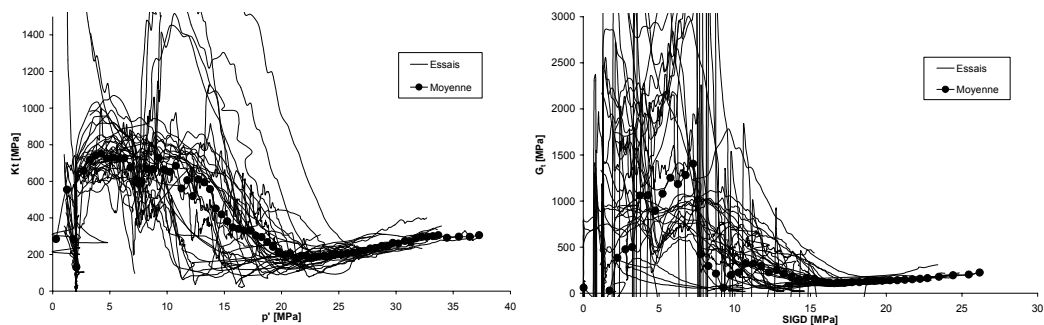 1400
1200
1000
800
600
400
200
0
Kt [MPa]
0 5 10 15 20 25 30 35 40
p' [MPa]
Essais
Moyenne
3000
2500
2000
1500
1000
500
0
Gt [MPa]
0 5 10 15 20 25 30
SIGD [MPa]
Essais
Moyenne